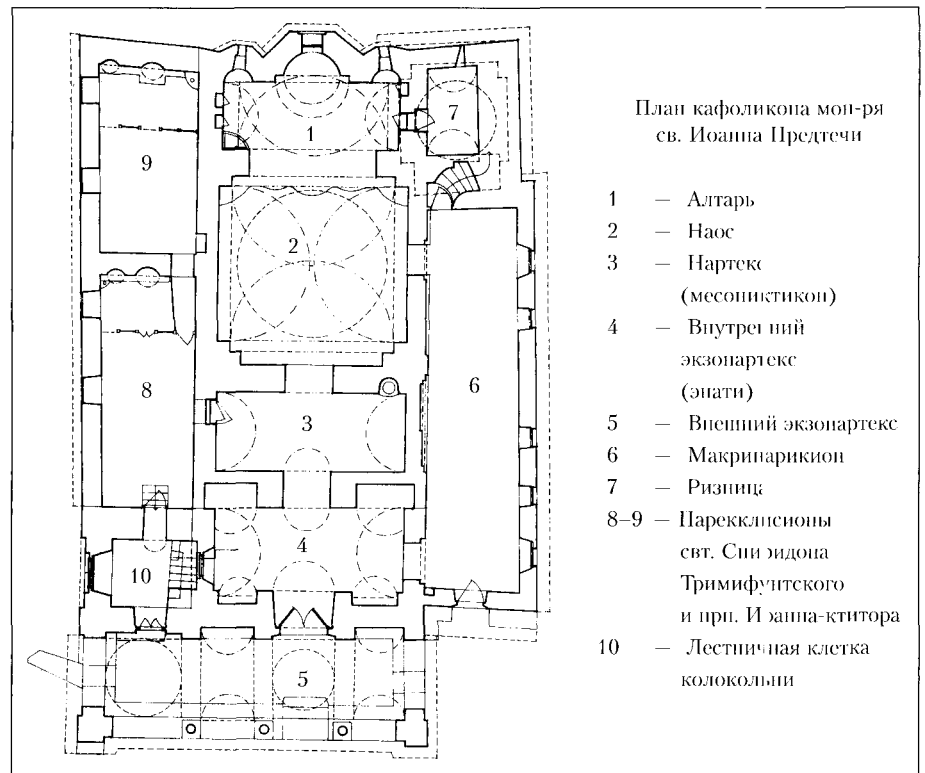 План кафоликона мон-ря
св. Иоанна Предтечи
1 — Алтарь
2 — Наос
3 — Нартекс
(месониктикон)
4 — Внутренний
экзонартекс
(энати)
5 — Внешний экзонартекс
6 — Макринарикион
7 — Ризница
8–9 — Параклисионы
свт. Спиридона
Тримифунтского
и прп. Иоанна-ктитора
10 — Лестничная клетка
колокольни
1
7
9
2
8
3
6
4
10
5